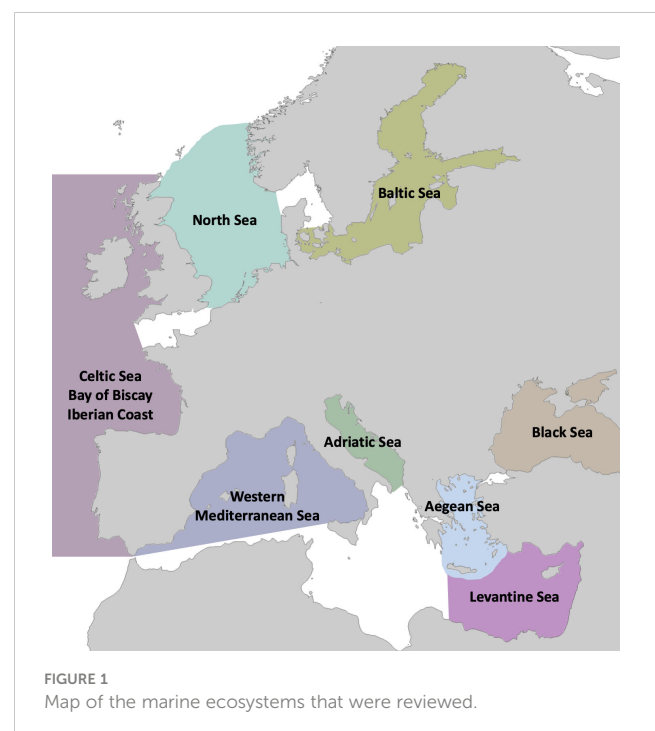 North Sea
Baltic Sea
Celtic Sea
Bay of Biscay
Iberian Coast
Adriatic Sea
Black Sea
Western
Mediterranean Sea
Aegean Sea
Levantine Sea
FIGURE 1
Map of the marine ecosystems that were reviewed.